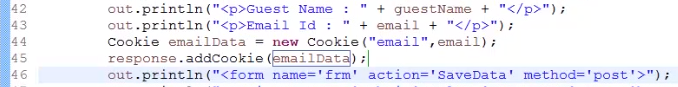 42 out.println("<p>Guest Name : " + guestName + "</p>");
43 out.println("<p>Email Id : " + email + "</p>");
44 Cookie emailData = new Cookie("email",email);
45 response.addCookie(emailData);
46 out.println("<form name='frm' action='SaveData' method='post'>");